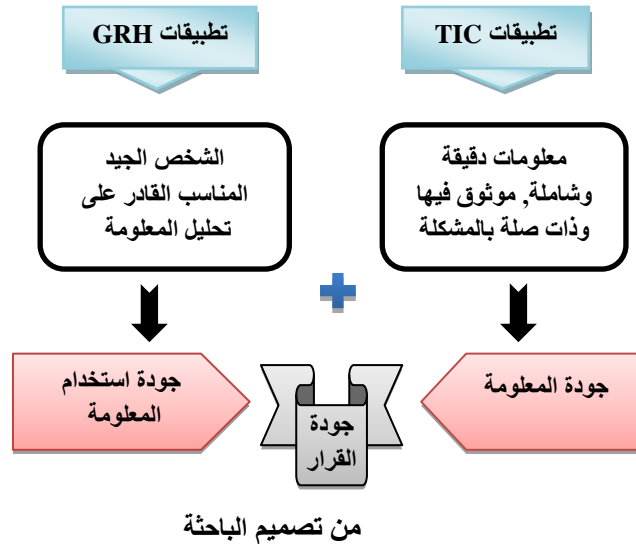 تطبيقات TIC
تطبيقات GRH
معلومات دقيقة
وشاملة, موثوق فيها
وذات صلة بالمشكلة
الشخص الجيد
المناسب القادر على
تحليل المعلومة
جودة المعلومة
جودة استخدام
المعلومة
جودة
القرار
من تصميم الباحثة